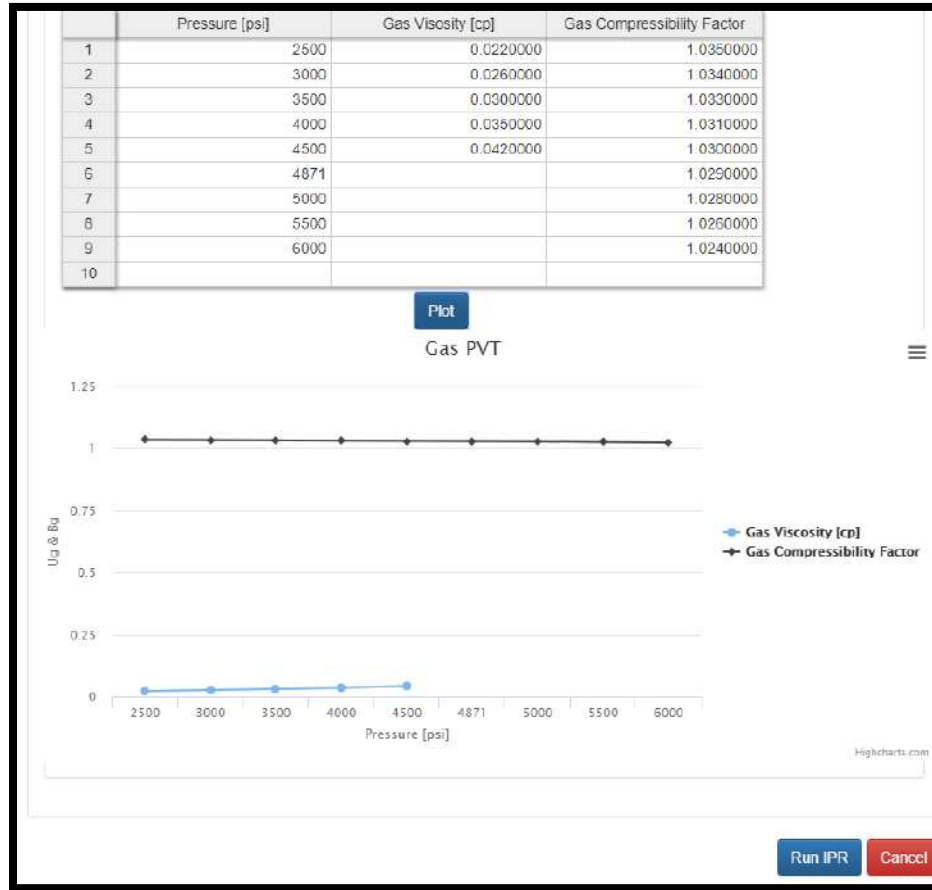 Pressure [psi] Gas Visosity [cp] Gas Compressibility Factor
1 2500 0.0220000 1.0350000
2 3000 0.0260000 1.0340000
3 3500 0.0300000 1.0330000
4 4000 0.0350000 1.0310000
5 4500 0.0420000 1.0300000
6 4871 1.0290000
7 5000 1.0280000
8 5500 1.0260000
9 6000 1.0240000
10
Plot
Gas PVT
1.25
1
0.75
0.5
0.25
0
Ug & Bg
Gas Viscosity [cp]
Gas Compressibility Factor
2500 3000 3500 4000 4500 4871 5000 5500 6000
Pressure [psi]
Highcharts.com
Run IPR Cancel